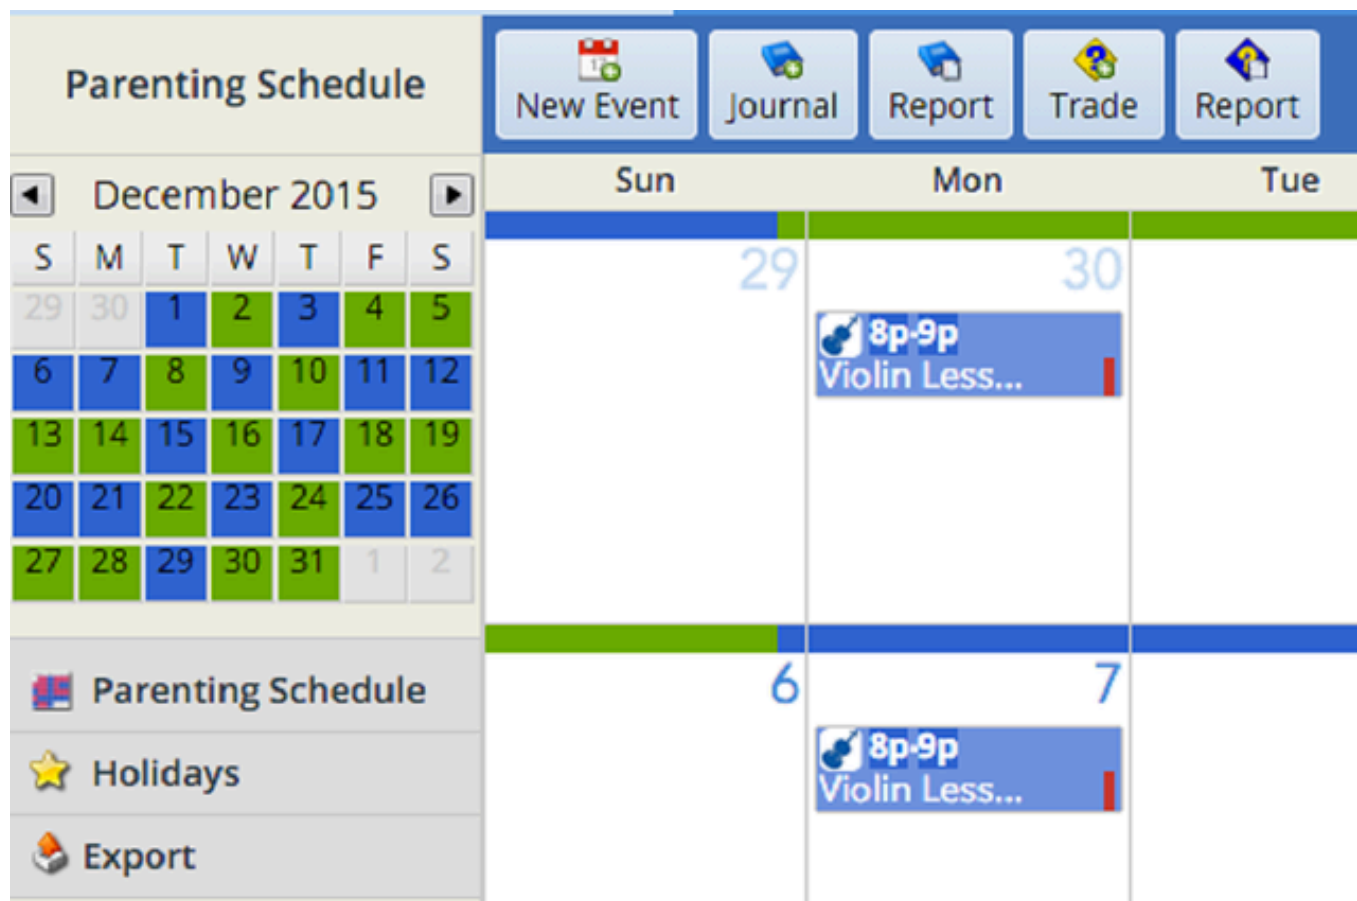 Parenting Schedule
New Event
Journal
Report
Trade
Report
December 2015
S M T W T F S
29 30 1 2 3 4 5
6 7 8 9 10 11 12
13 14 15 16 17 18 19
20 21 22 23 24 25 26
27 28 29 30 31 1 2
Parenting Schedule
Holidays
Export
Sun Mon Tue
29 30
8p-9p
Violin Less...
6 7
8p-9p
Violin Less...